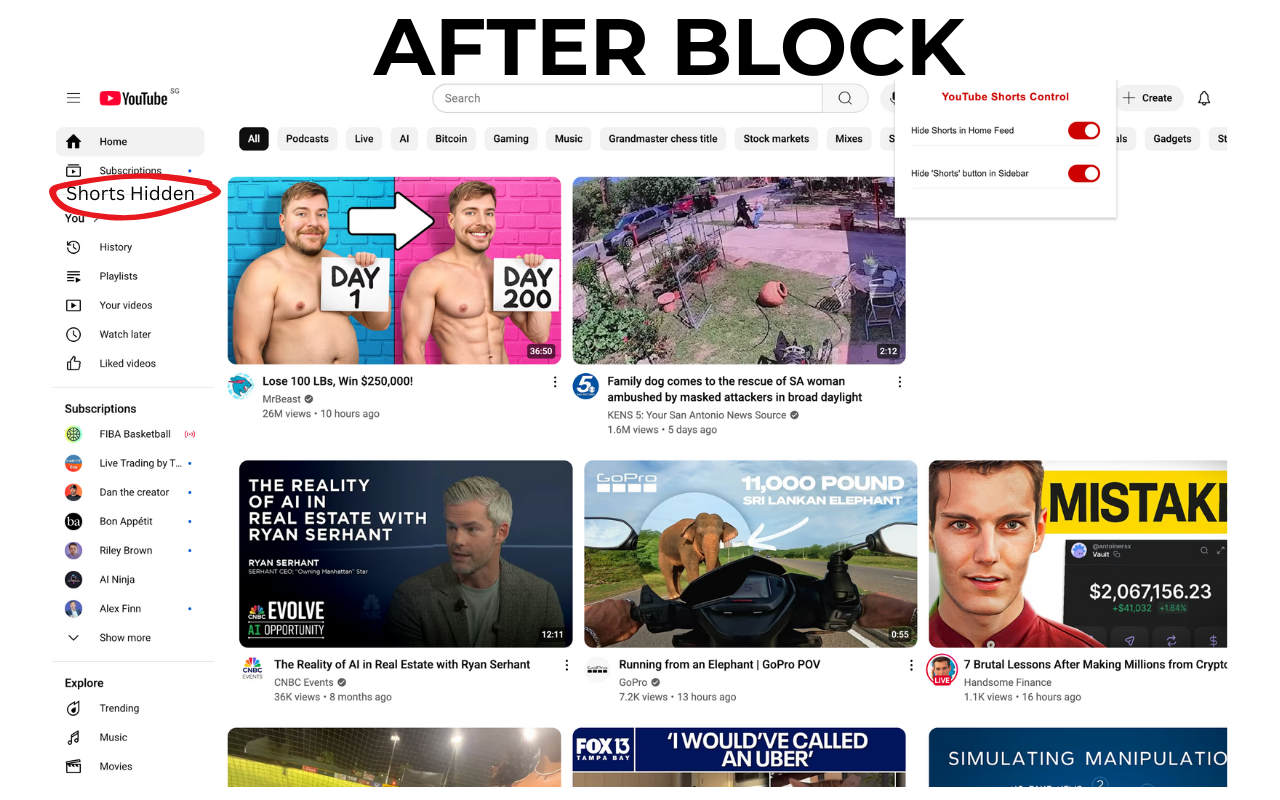 AFTER BLOCK
YouTube SG
Search
YouTube Shorts Control
Create
Hide Shorts in Home Feed
Hide 'Shorts' button in Sidebar
All
Podcasts
Live
AI
Bitcoin
Gaming
Music
Grandmaster chess title
Stock markets
Mixes
S
als
Gadgets
St
Home
Subscriptions
Shorts Hidden
You
History
Playlists
Your videos
Watch later
Liked videos
Subscriptions
FIBA Basketball
Live Trading by T...
Dan the creator
ba
Bon Appétit
Riley Brown
AI Ninja
Alex Finn
Show more
Explore
Trending
Music
Movies
DAY
1
DAY
200
36:50
Lose 100 LBs, Win $250,000!
MrBeast
26M views • 10 hours ago
2:12
5
Family dog comes to the rescue of SA woman
ambushed by masked attackers in broad daylight
KENS 5: Your San Antonio News Source
1.6M views • 5 days ago
THE REALITY
OF AI IN
REAL ESTATE WITH
RYAN SERHANT
RYAN SERHANT
SERHANT CEO; "Owning Manhattan" Star
CNBC EVOLVE
AI OPPORTUNITY
12:11
CNBC
EVENTS
The Reality of AI in Real Estate with Ryan Serhant
CNBC Events
36K views • 8 months ago
GoPro
11,000 POUND
SRI LANKAN ELEPHANT
0:55
GoPro
Running from an Elephant | GoPro POV
GoPro
7.2K views • 13 hours ago
MISTAK
@antoinersx
Vault
$2,067,156.23
+$41,032 +1.84%
$
LIVE
7 Brutal Lessons After Making Millions from Crypto
Handsome Finance
1.1K views • 16 hours ago
FOX 13
TAMPA BAY
'I WOULD'VE CALLED
AN UBER'
SIMULATING MANIPULATIO
2